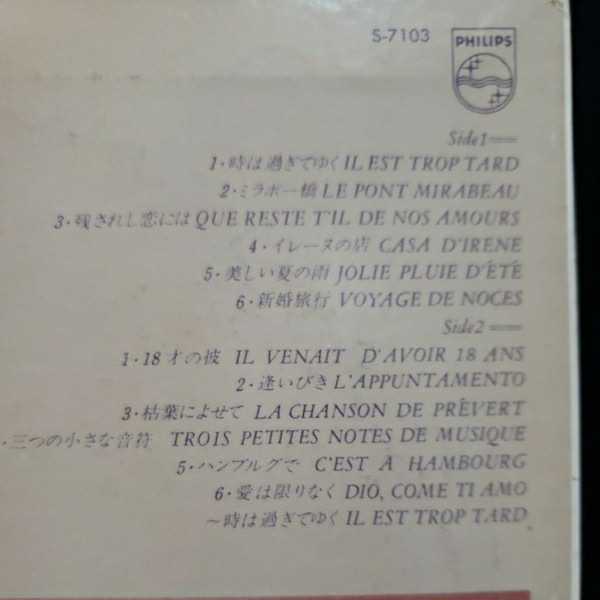 S-7103
PHILIPS
Side1
1・時は過ぎてゆく IL EST TROP TARD
2・ミラボー橋 LE PONT MIRABEAU
3・残されし恋には QUE RESTE T'IL DE NOS AMOURS
4・イレーヌの店 CASA D'IRENE
5・美しい夏の雨 JOLIE PLUIE D'ÉTÉ
6・新婚旅行 VOYAGE DE NOCES
Side2
1・18才の彼 IL VENAIT D'AVOIR 18 ANS
2・逢いびき L'APPUNTAMENTO
3・枯葉によせて LA CHANSON DE PRÉVERT
・三つの小さな音符 TROIS PETITES NOTES DE MUSIQUE
5・ハンブルグで C'EST A HAMBOURG
6・愛は限りなく DIO, COME TI AMO
〜時は過ぎてゆく IL EST TROP TARD